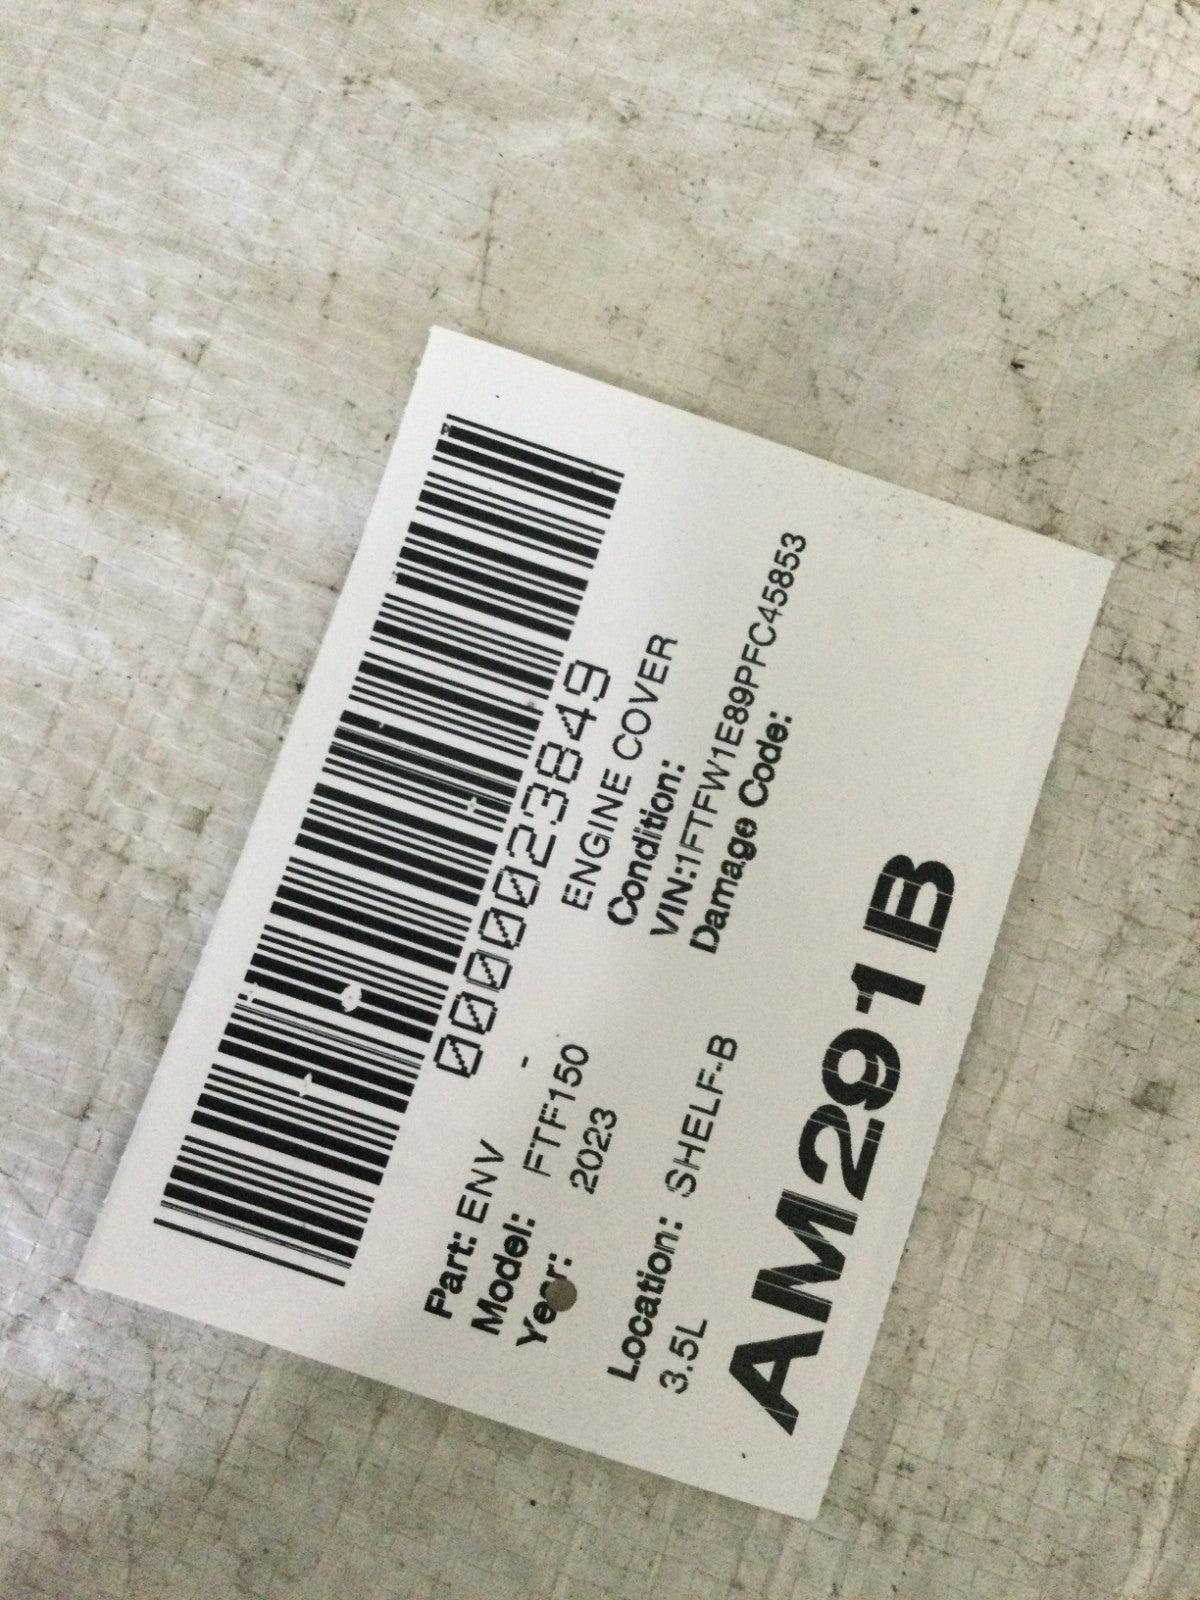 0000023849
Part: ENV - ENGINE COVER
Model: FTF150 Condition:
Year: 2023 VIN:1FTFW1E89PFC45853
Damage Code:
Location: SHELF-B
3.5L
AM291B